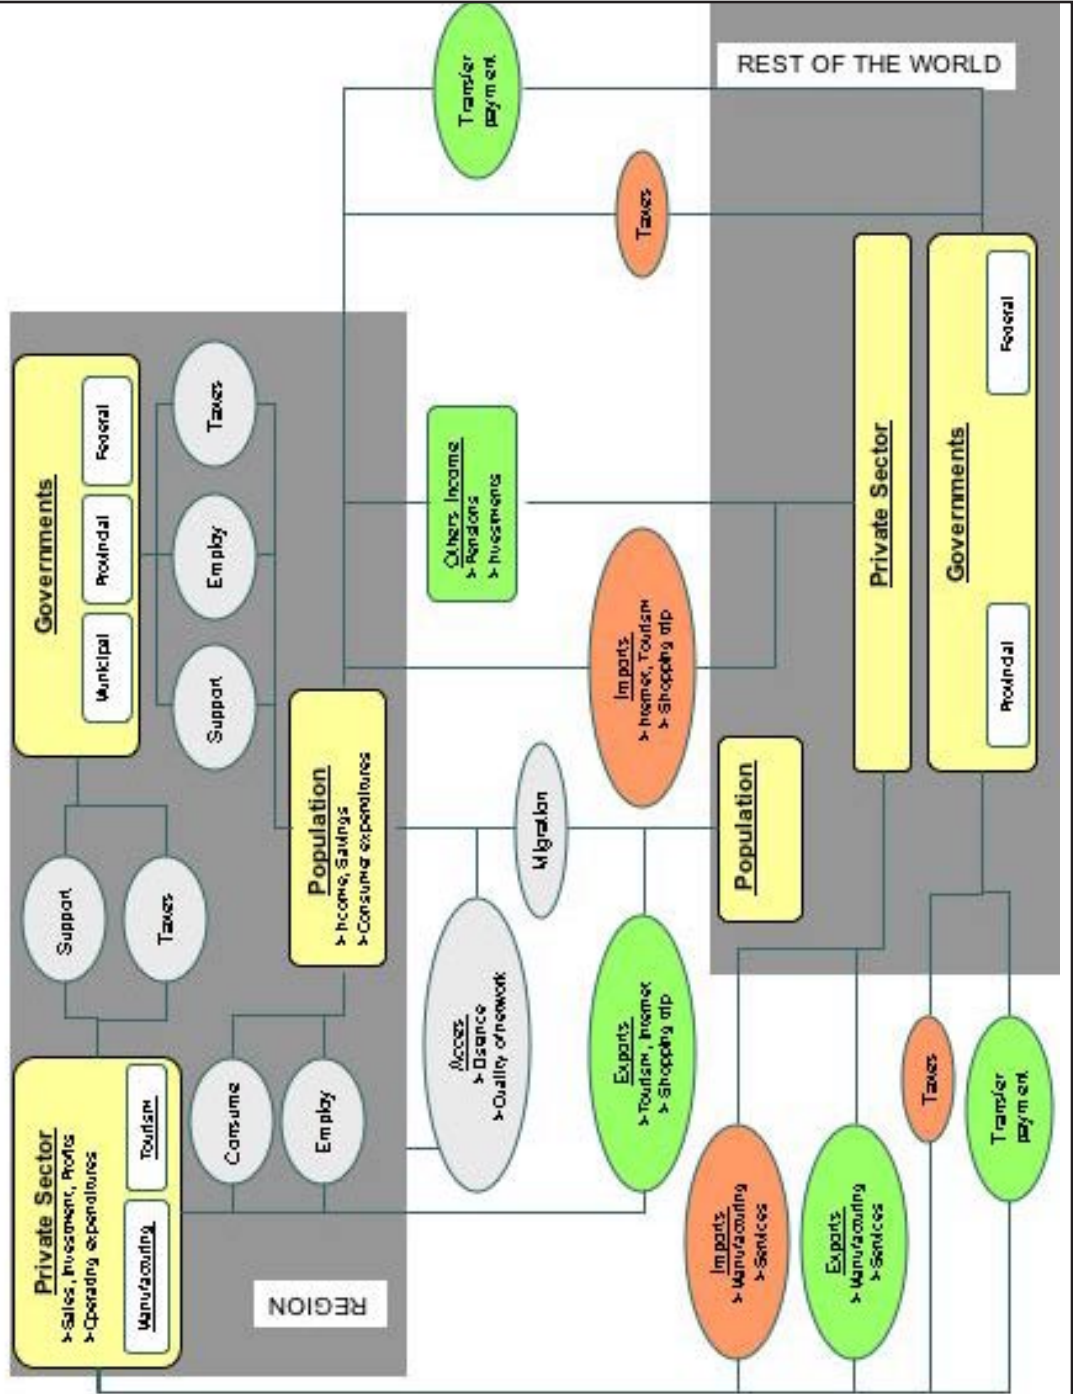 REST OF THE WORLD
REGION
Private Sector
➤Sales, Investment, Profits
➤Operating expenditures
Manufacturing
Tourism
Support
Taxes
Governments
Municipal
Provincial
Federal
Consume
Employ
Population
➤ Income, Savings
➤Consumer expenditures
Support
Employ
Taxes
Acces
➤ Distance
➤Quality of network
Migration
Others Income
➤ Pensions
➤ Investments
Transfer
payment
Exports
➤ Tourism, Internet
➤ Shopping trip
Imports
➤ Internet, Tourism
➤ Shopping trip
Taxes
Imports
➤ Manufacturing
➤ Services
Exports
➤ Manufacturing
➤ Services
Taxes
Transfer
payment
Population
Private Sector
Governments
Provincial
Federal